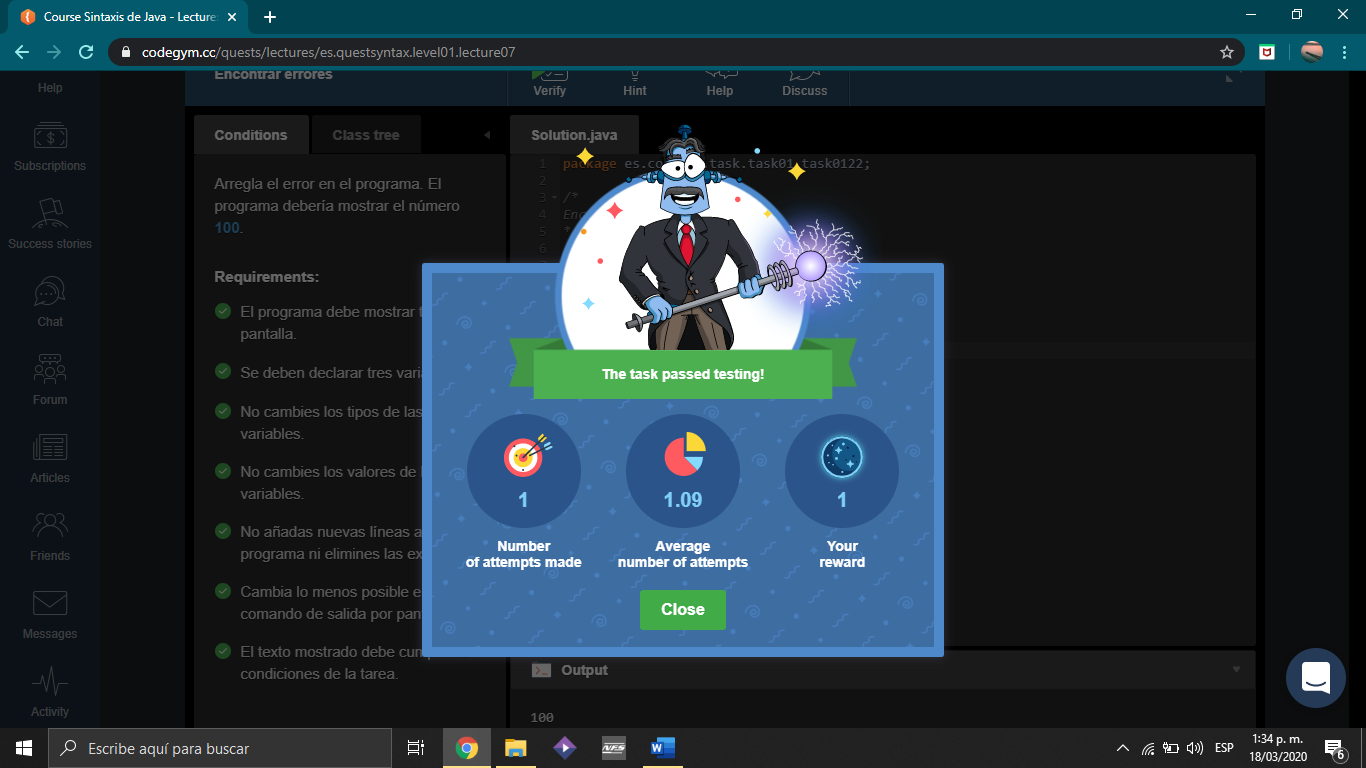 Course Sintaxis de Java - Lecture:
codegym.cc/quests/lectures/es.questsyntax.level01.lecture07
Encontrar errores
Verify
Hint
Help
Discuss
Help
Subscriptions
Success stories
Chat
Forum
Articles
Friends
Messages
Activity
Conditions
Class tree
Arregla el error en el programa. El
programa debería mostrar el número
100.
Requirements:
El programa debe mostrar
pantalla.
Se deben declarar tres
No cambies los tipos de las
variables.
No cambies los valores de
variables.
No añadas nuevas líneas
programa ni elimines las
Cambia lo menos posible
comando de salida por
El texto mostrado debe
condiciones de la tarea.
Solution.java
1 package task.task01.task0122;
2
3 /*
4
5
6
The task passed testing!
1
Number
of attempts made
1.09
Average
number of attempts
1
Your
reward
Close
Output
100
Escribe aquí para buscar
NFS
W
ESP
1:34 p. m.
18/03/2020
6